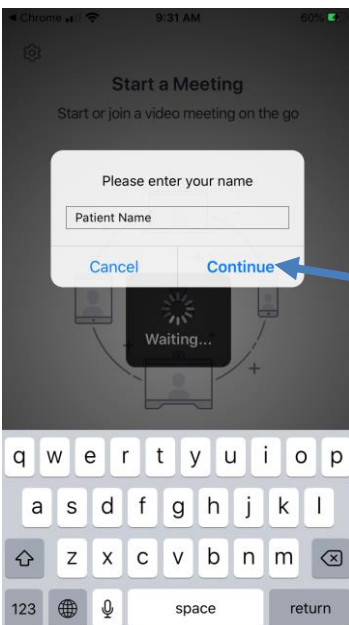 ◀ Chrome 9:31 AM 60%
Start a Meeting
Start or join a video meeting on the go
Please enter your name
Patient Name
Cancel Continue
Waiting...
q w e r t y u i o p
a s d f g h j k l
z x c v b n m
123 space return